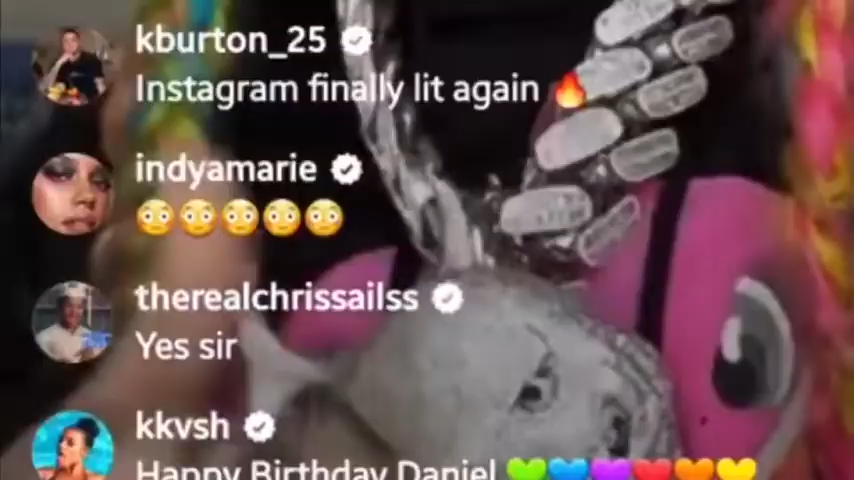 kburton_25
Instagram finally lit again 🔥
indyamarie
😳😳😳😳😳
therealchrissailss
Yes sir
kkvsh
Happy Birthday Daniel 💚💙💜❤️🧡💛